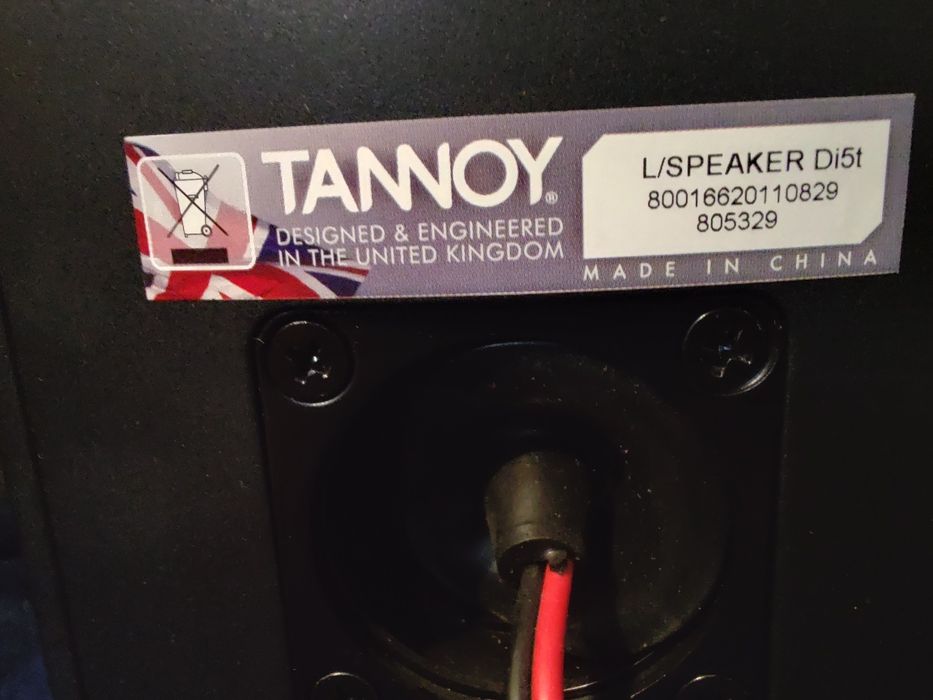 TANNOY®
DESIGNED & ENGINEERED
IN THE UNITED KINGDOM
L/SPEAKER Di5t
80016620110829
805329
MADE IN CHINA